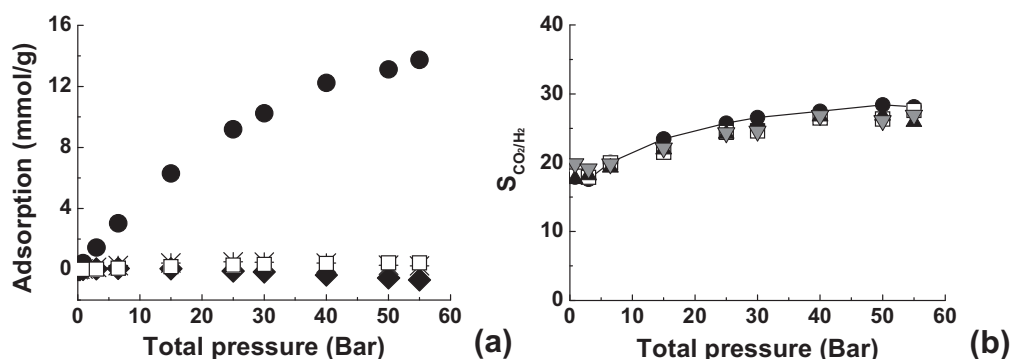 16
12
8
4
0
0 10 20 30 40 50 60
Adsorption (mmol/g)
Total pressure (Bar)
(a)
40
30
20
10
0
0 10 20 30 40 50 60
S_CO₂/H₂
Total pressure (Bar)
(b)